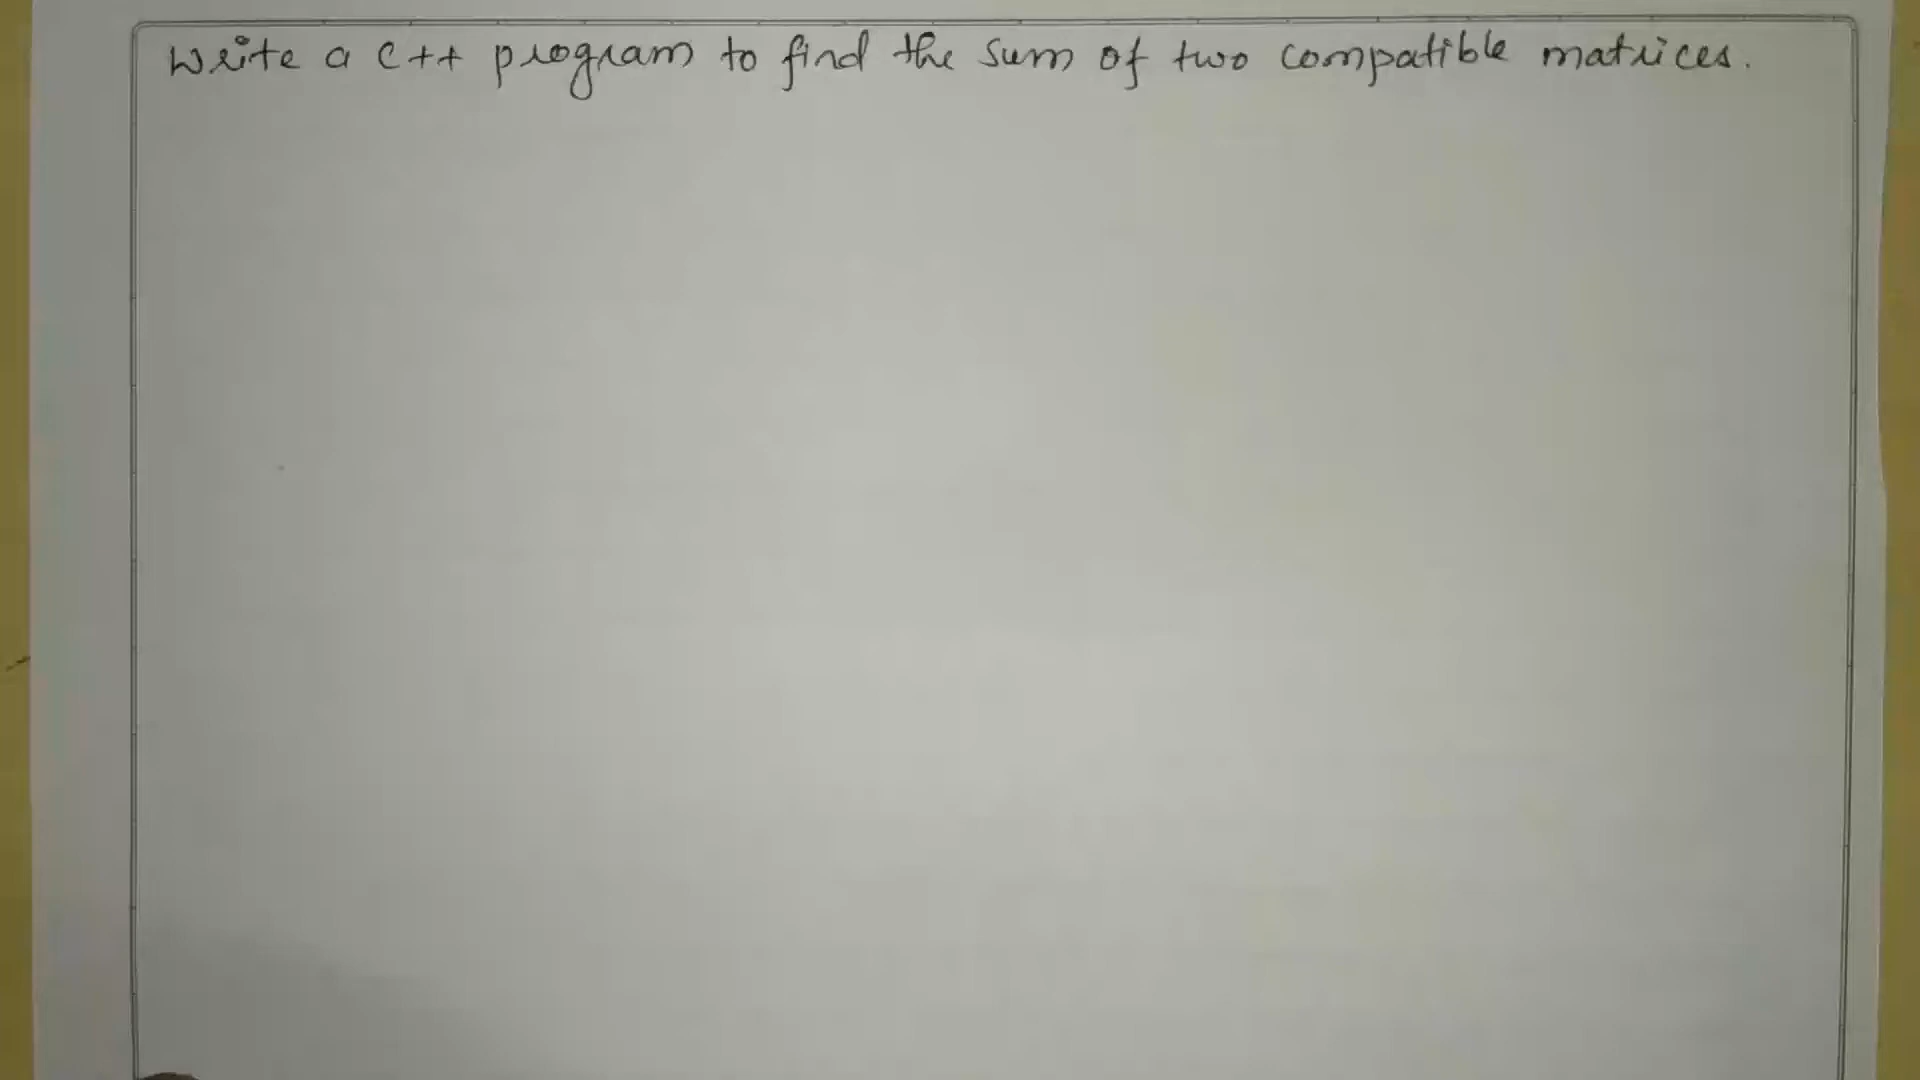 Write a C++ program to find the sum of two compatible matrices.